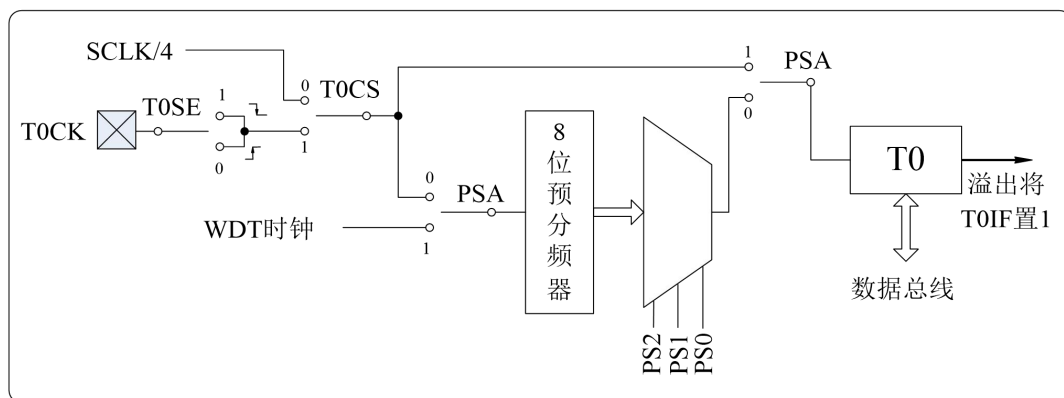 SCLK/4
T0CK
T0SE
1
0
0
1
T0CS
0
1
PSA
WDT时钟
8位预分频器
PS2
PS1
PS0
1
0
PSA
T0
溢出将
T0IF置1
数据总线